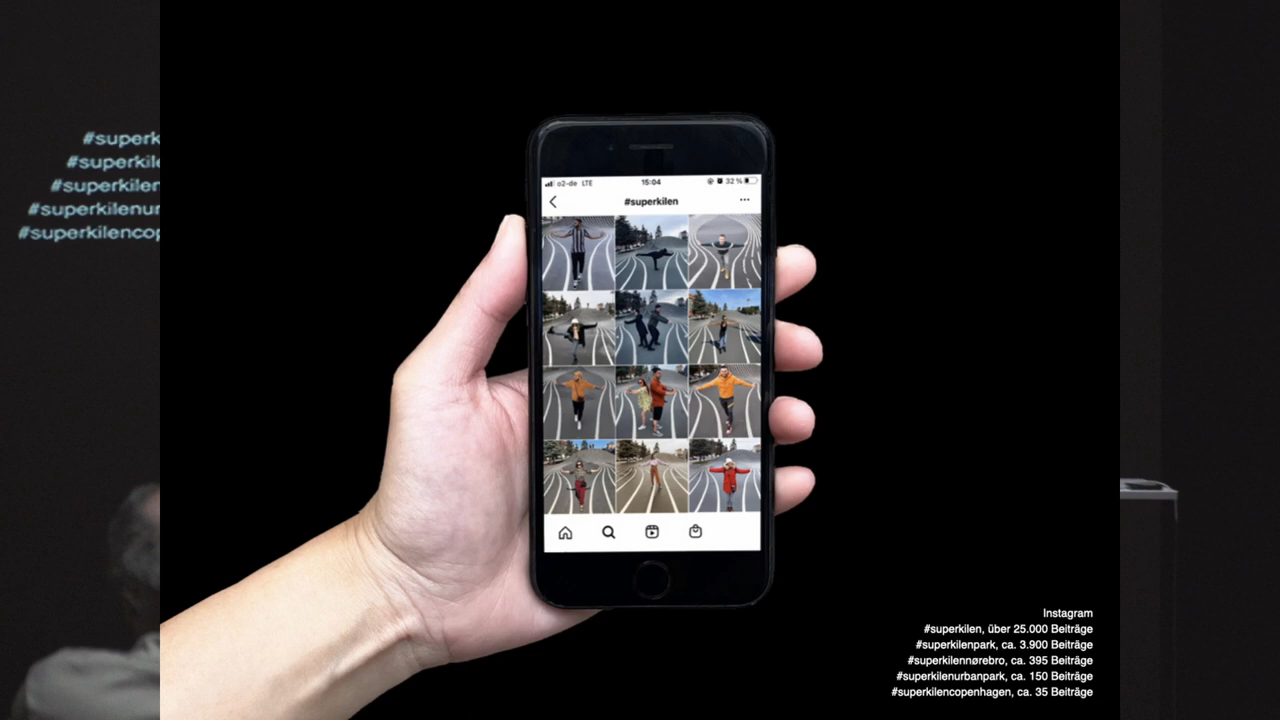 #superk
#superkile
#superkilen
#superkilenur
#superkilencop
o2-de LTE 15:04 32 %
#superkilen
Instagram
#superkilen, über 25.000 Beiträge
#superkilenpark, ca. 3.900 Beiträge
#superkilennørebro, ca. 395 Beiträge
#superkilenurbanpark, ca. 150 Beiträge
#superkilencopenhagen, ca. 35 Beiträge